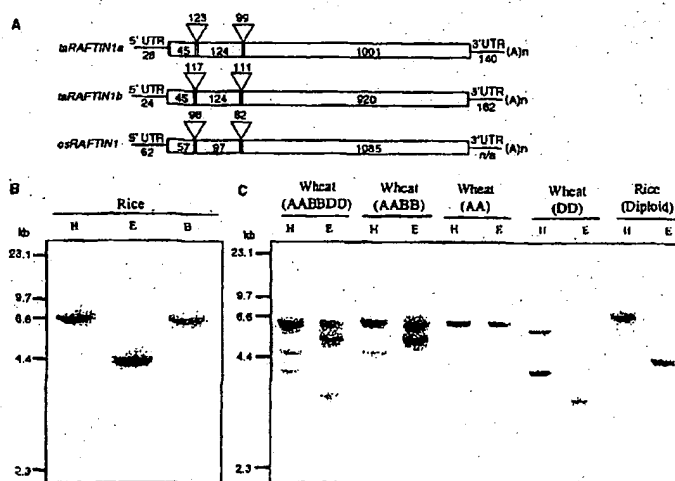 A
123 99
taRAFTIN1a 5' UTR 28 45 124 1001 3'UTR 140 (A)n
117 111
taRAFTIN1b 5' UTR 24 45 124 920 3'UTR 162 (A)n
98 82
osRAFTIN1 5' UTR 62 57 97 1085 3'UTR n/a (A)n
B C
Rice
H E B
kb
23.1
9.7
6.6
4.4
2.3
Wheat (AABBDD) Wheat (AABB) Wheat (AA) Wheat (DD) Rice (Diploid)
H E H E H E H E H E
kb
23.1
9.7
6.6
4.4
2.3